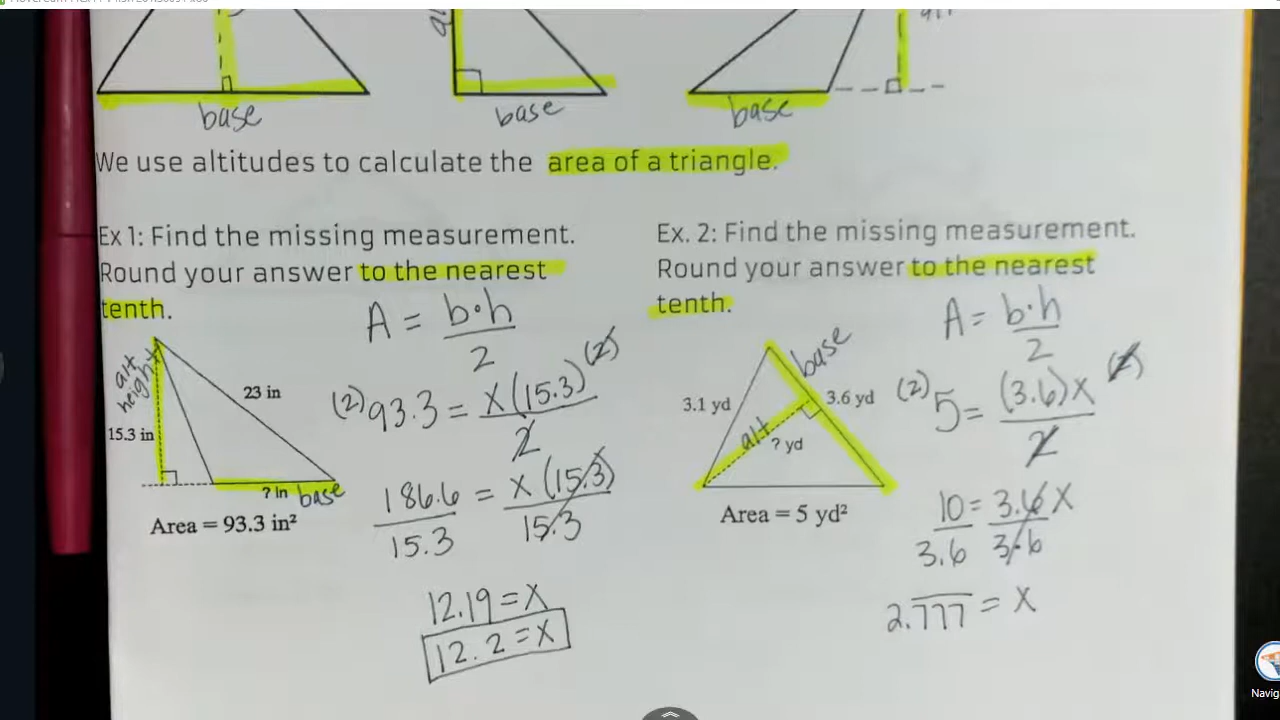 base
base
base
We use altitudes to calculate the area of a triangle.
Ex 1: Find the missing measurement.
Round your answer to the nearest
tenth.
A = b·h
2
alt
height
23 in
15.3 in
? in base
Area = 93.3 in²
(2)93.3 = x(15.3)(2)
2
186.6 = x(15.3)
15.3 15.3
12.19 = x
12.2 = x
Ex. 2: Find the missing measurement.
Round your answer to the nearest
tenth.
A = b·h
2
base
3.1 yd
3.6 yd
alt
? yd
Area = 5 yd²
(2)5 = (3.6)x (2)
2
10 = 3.6x
3.6 3.6
2.777 = x
Navig